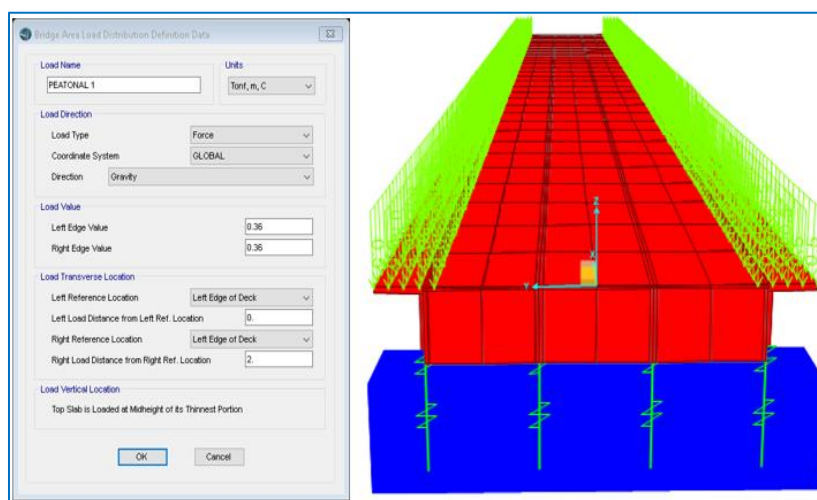 Bridge Area Load Distribution Definition Data
Load Name
PEATONAL 1
Units
Tonf, m, C
Load Direction
Load Type
Force
Coordinate System
GLOBAL
Direction
Gravity
Load Value
Left Edge Value
0.36
Right Edge Value
0.36
Load Transverse Location
Left Reference Location
Left Edge of Deck
Left Load Distance from Left Ref. Location
0.
Right Reference Location
Left Edge of Deck
Right Load Distance from Right Ref. Location
2.
Load Vertical Location
Top Slab is Loaded at Midheight of its Thinnest Portion
OK
Cancel
Z
X
Y